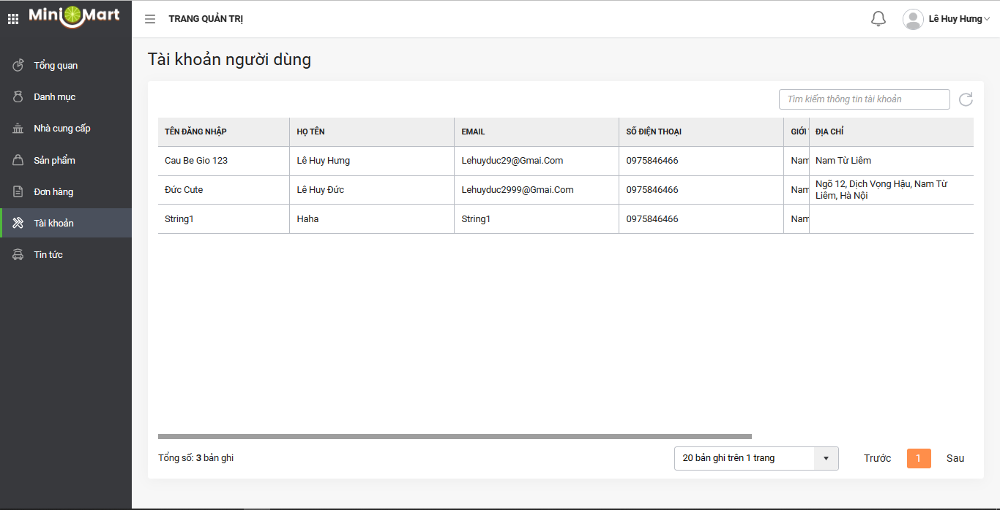 Mini Mart
TRANG QUẢN TRỊ
Lê Huy Hưng
Tổng quan
Danh mục
Nhà cung cấp
Sản phẩm
Đơn hàng
Tài khoản
Tin tức
Tài khoản người dùng
Tìm kiếm thông tin tài khoản
TÊN ĐĂNG NHẬP HỌ TÊN EMAIL SỐ ĐIỆN THOẠI GIỚI ĐỊA CHỈ
Cau Be Gio 123 Lê Huy Hưng Lehuyduc29@Gmai.Com 0975846466 Nam Nam Từ Liêm
Đức Cute Lê Huy Đức Lehuyduc2999@Gmai.Com 0975846466 Nam Ngõ 12, Dịch Vọng Hậu, Nam Từ
Liêm, Hà Nội
String1 Haha String1 0975846466 Nam
Tổng số: 3 bản ghi
20 bản ghi trên 1 trang
Trước 1 Sau